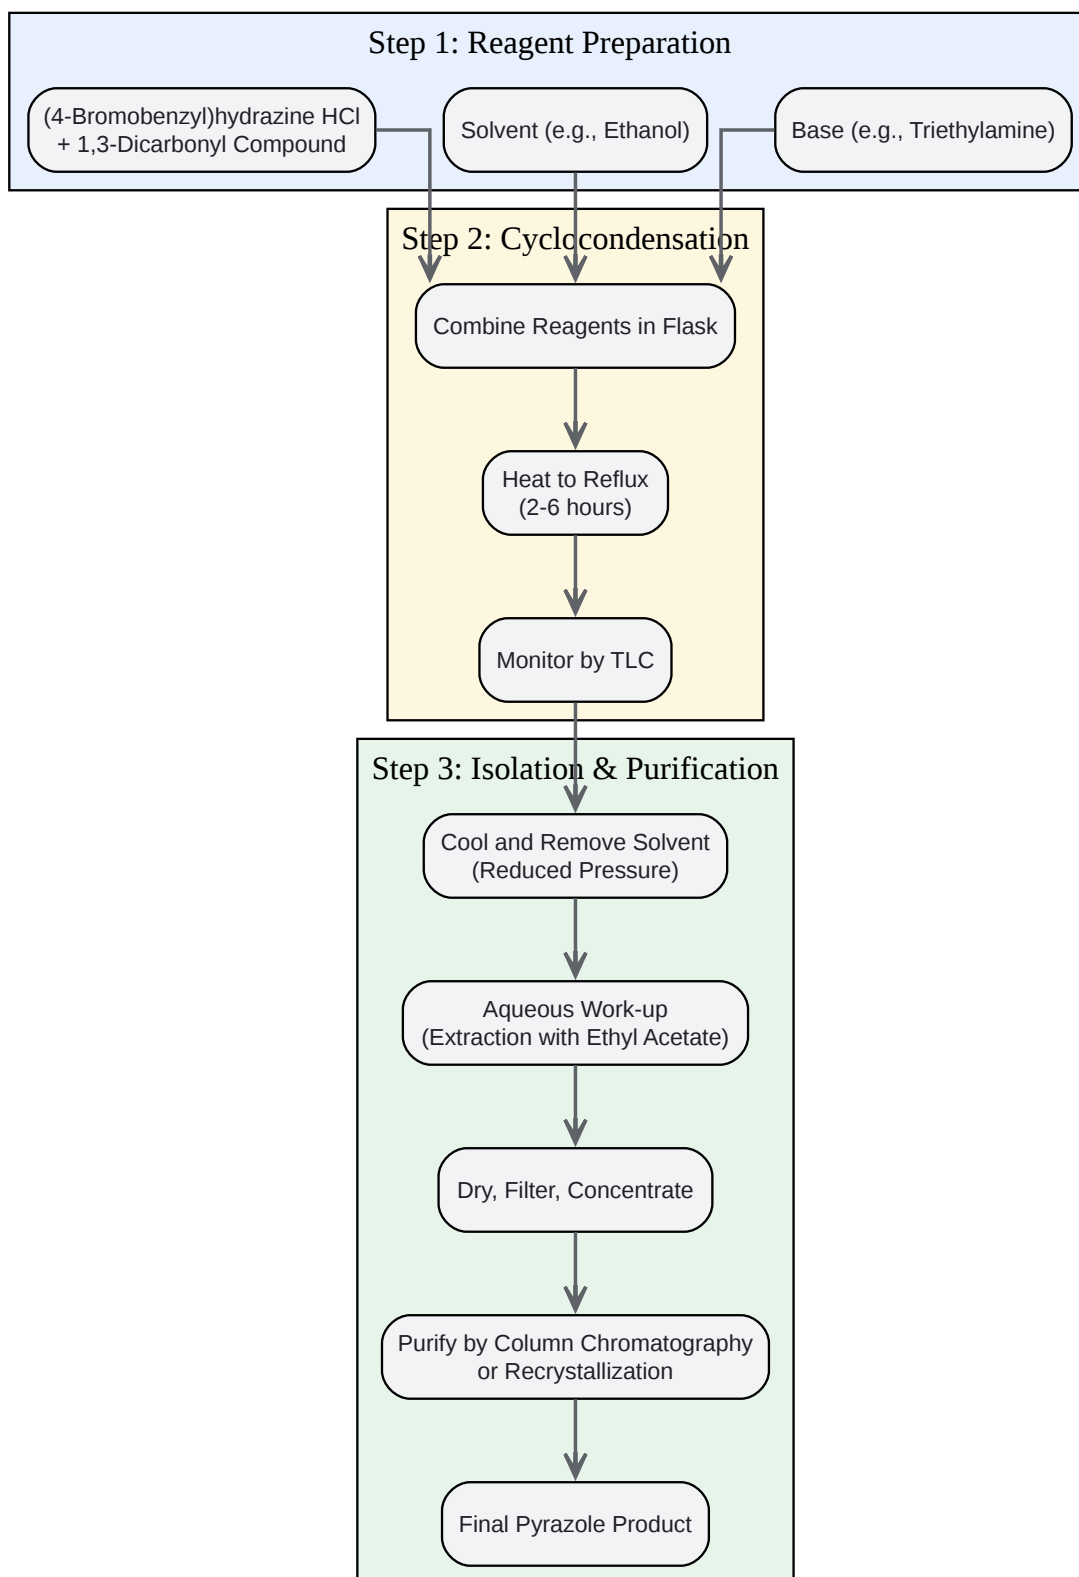 Step 1: Reagent Preparation
(4-Bromobenzyl)hydrazine HCl
+ 1,3-Dicarbonyl Compound
Solvent (e.g., Ethanol)
Base (e.g., Triethylamine)
Step 2: Cyclocondensation
Combine Reagents in Flask
Heat to Reflux
(2-6 hours)
Monitor by TLC
Step 3: Isolation & Purification
Cool and Remove Solvent
(Reduced Pressure)
Aqueous Work-up
(Extraction with Ethyl Acetate)
Dry, Filter, Concentrate
Purify by Column Chromatography
or Recrystallization
Final Pyrazole Product